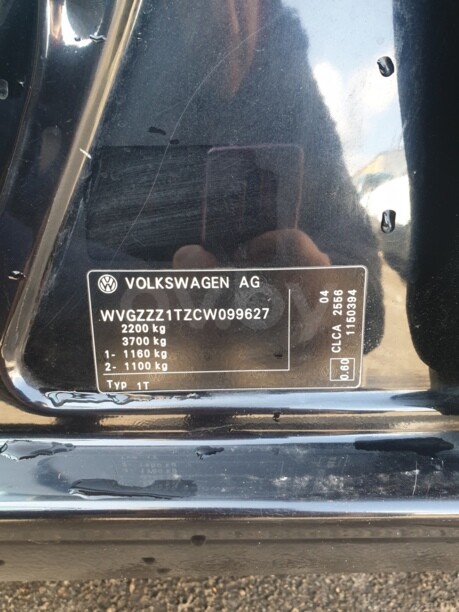 VOLKSWAGEN AG
WVGZZZ1TZCW099627
2200 kg
3700 kg
1- 1160 kg
2- 1100 kg
Typ 1T
0.60
CLCA 2556 04
1150394